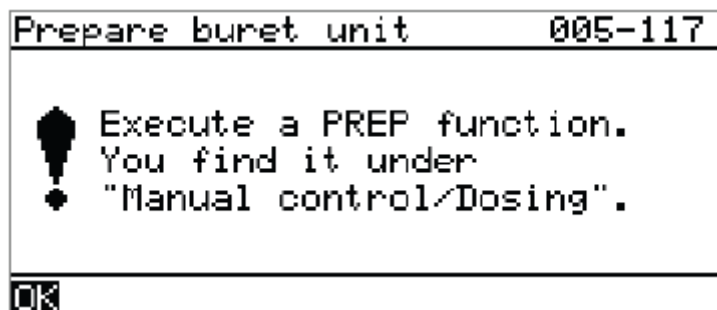 Prepare buret unit 005-117
Execute a PREP function.
You find it under
"Manual control/Dosing".
OK